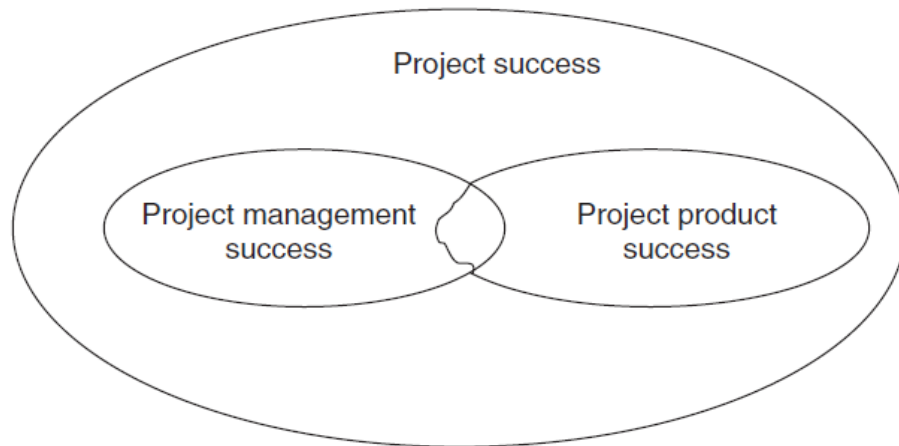 Project success
Project management
success
Project product
success